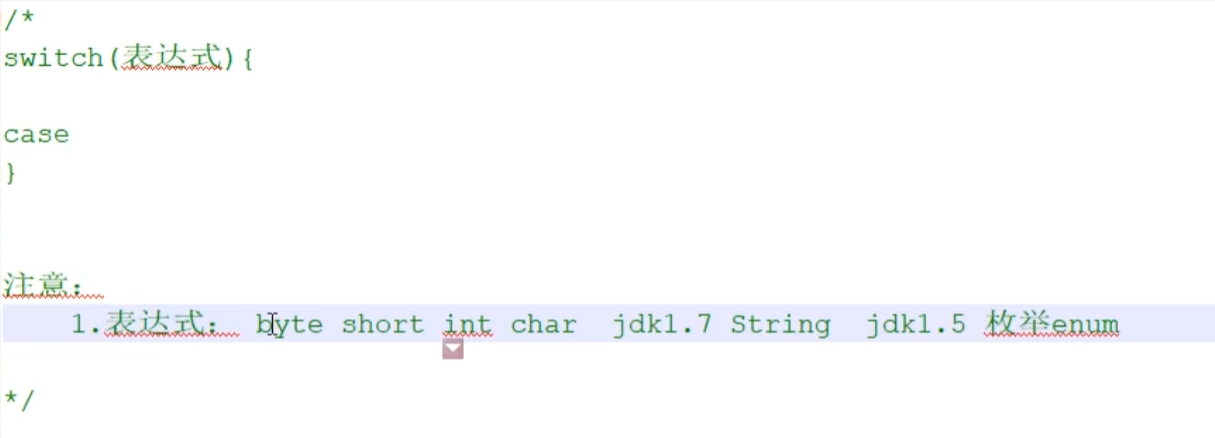 /*
switch(表达式){
case
}
注意：
1.表达式： byte short int char jdk1.7 String jdk1.5 枚举enum
*/